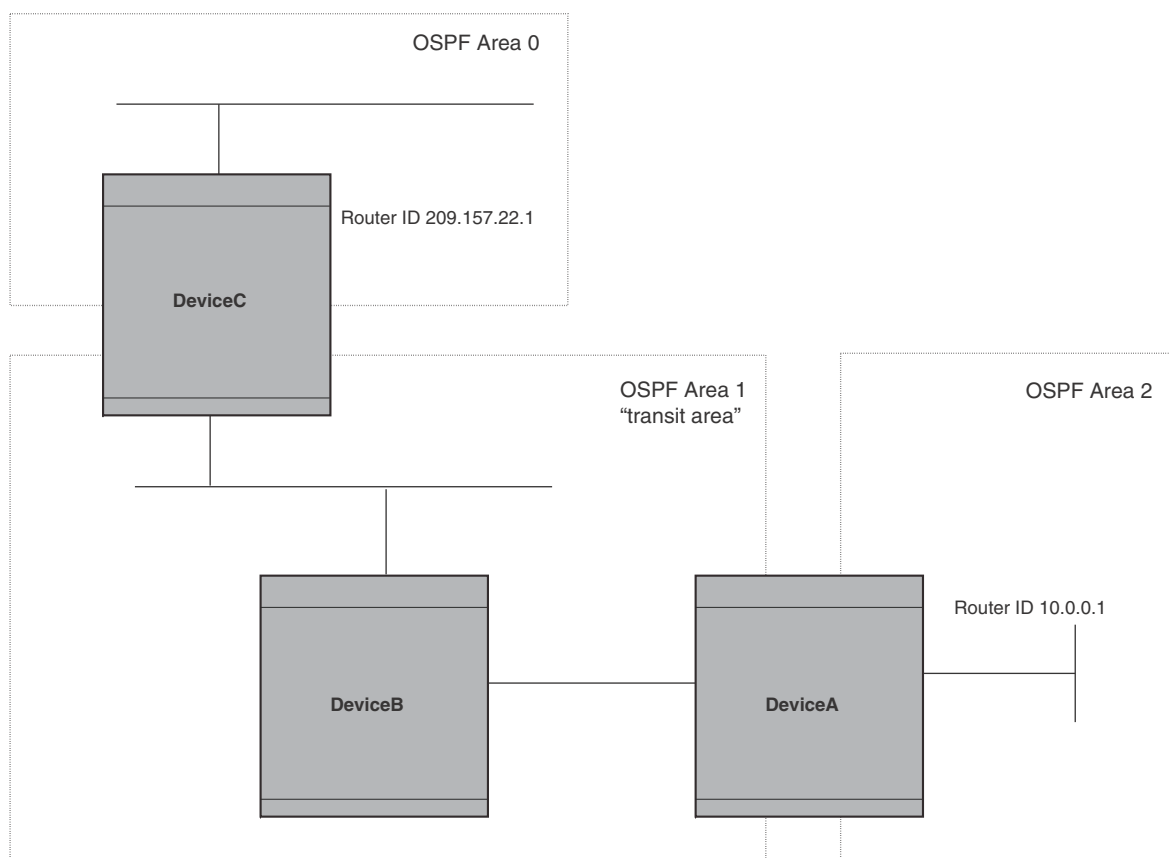 OSPF Area 0
Router ID 209.157.22.1
DeviceC
OSPF Area 1
“transit area”
OSPF Area 2
Router ID 10.0.0.1
DeviceB
DeviceA